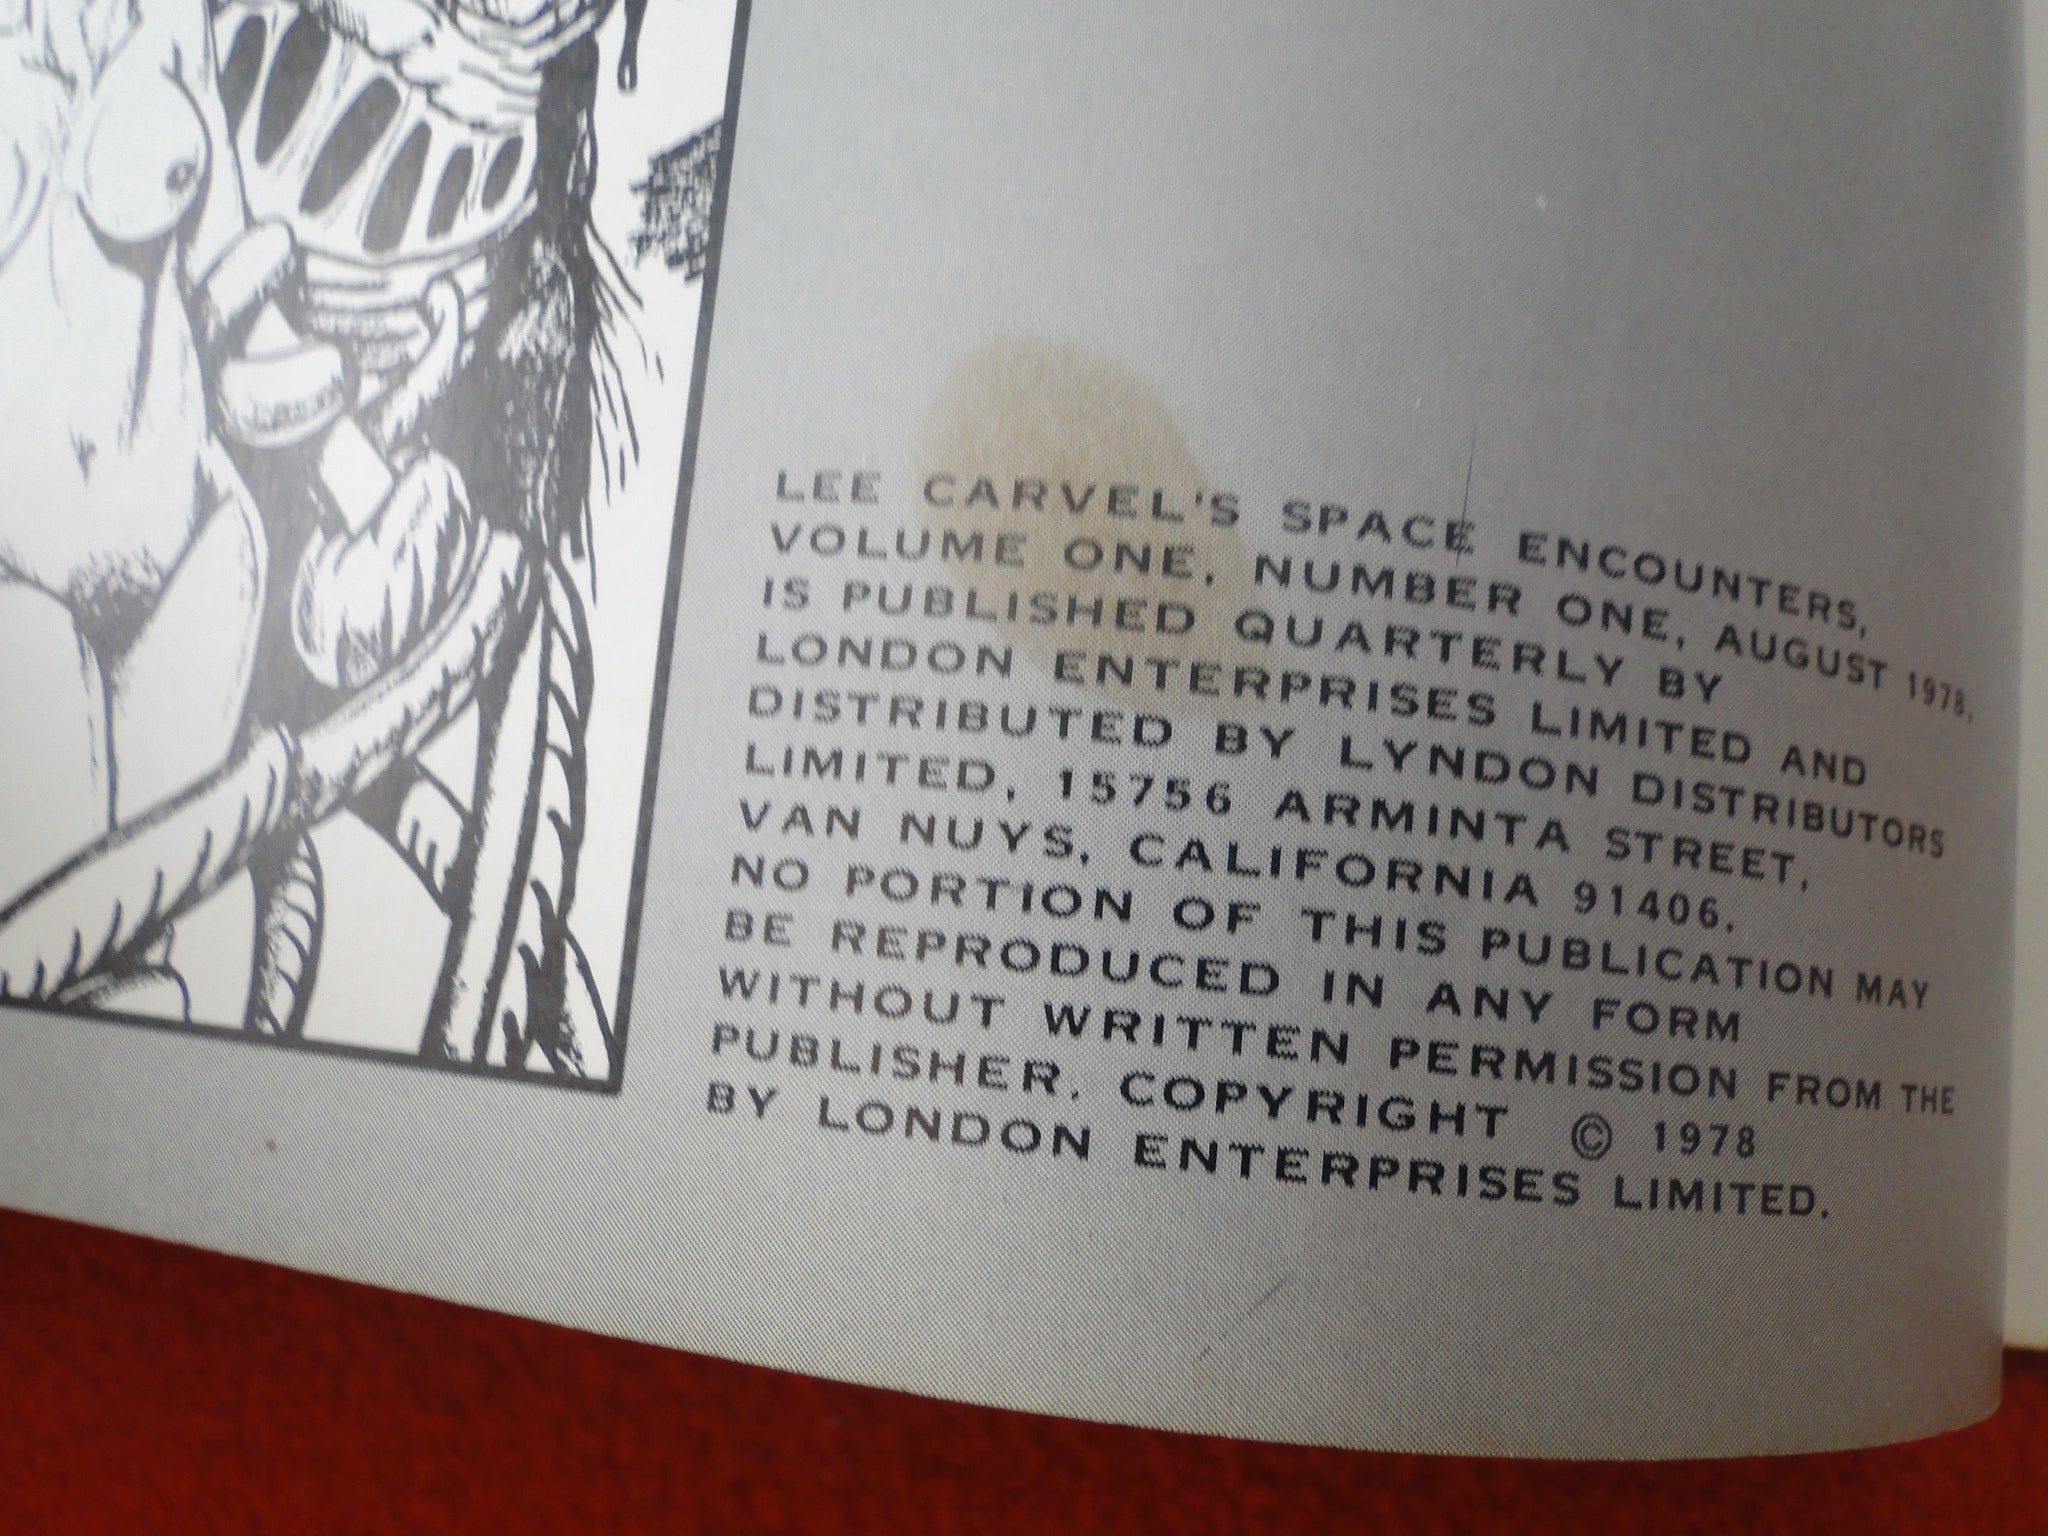 LEE CARVEL'S SPACE ENCOUNTERS,
VOLUME ONE, NUMBER ONE, AUGUST 1978,
IS PUBLISHED QUARTERLY BY
LONDON ENTERPRISES LIMITED AND
DISTRIBUTED BY LYNDON DISTRIBUTORS
LIMITED, 15756 ARMINTA STREET,
VAN NUYS, CALIFORNIA 91406.
NO PORTION OF THIS PUBLICATION MAY
BE REPRODUCED IN ANY FORM
WITHOUT WRITTEN PERMISSION FROM THE
PUBLISHER. COPYRIGHT © 1978
BY LONDON ENTERPRISES LIMITED.